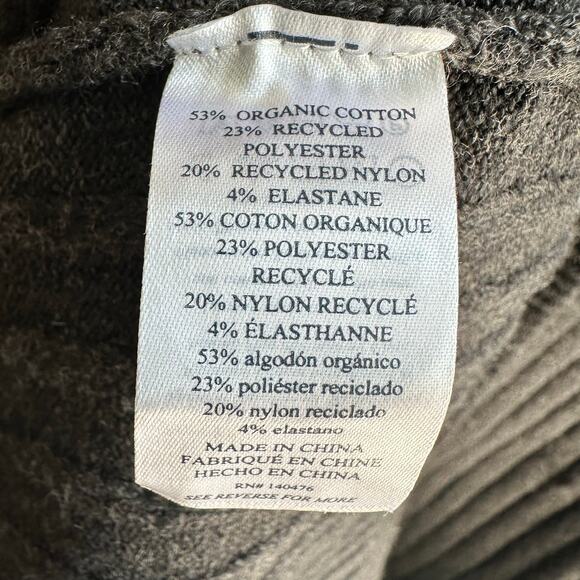 53% ORGANIC COTTON
23% RECYCLED
POLYESTER
20% RECYCLED NYLON
4% ELASTANE
53% COTON ORGANIQUE
23% POLYESTER
RECYCLÉ
20% NYLON RECYCLÉ
4% ÉLASTHANNE
53% algodón orgánico
23% poliéster reciclado
20% nylon reciclado
4% elastano
MADE IN CHINA
FABRIQUÉ EN CHINE
HECHO EN CHINA
RN# 140476
SEE REVERSE FOR MORE